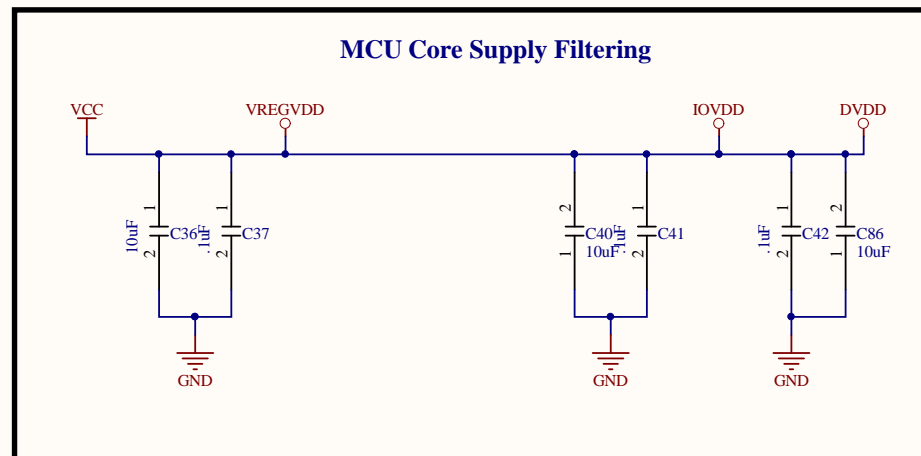 MCU Core Supply Filtering
VCC
VREGVDD
IOVDD
DVDD
1
1
2
1
1
2
10uF
C36
.1uF
C37
C40
10uF
.1uF
C41
.1uF
C42
C86
10uF
2
2
1
2
2
1
GND
GND
GND